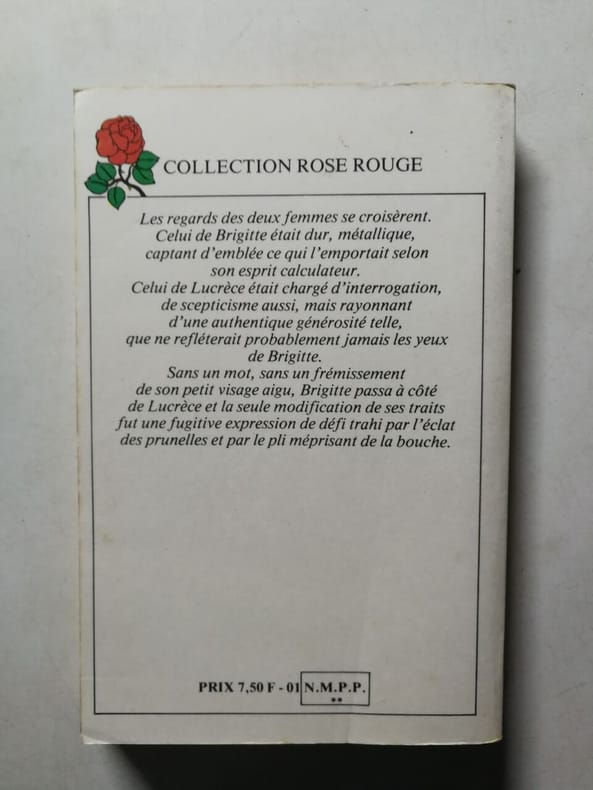 COLLECTION ROSE ROUGE
Les regards des deux femmes se croisèrent.
Celui de Brigitte était dur, métallique,
captant d'emblée ce qui l'emportait selon
son esprit calculateur.
Celui de Lucrèce était chargé d'interrogation,
de scepticisme aussi, mais rayonnant
d'une authentique générosité telle,
que ne refléterait probablement jamais les yeux
de Brigitte.
Sans un mot, sans un frémissement
de son petit visage aigu, Brigitte passa à côté
de Lucrèce et la seule modification de ses traits
fut une fugitive expression de défi trahi par l'éclat
des prunelles et par le pli méprisant de la bouche.
PRIX 7,50 F - 01 N.M.P.P.
**